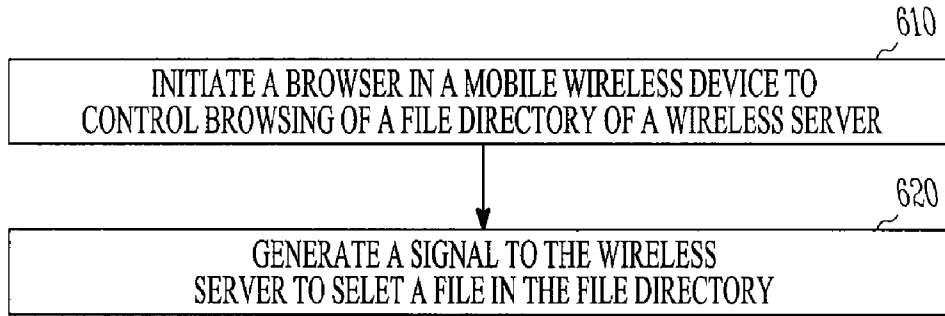 610
INITIATE A BROWSER IN A MOBILE WIRELESS DEVICE TO
CONTROL BROWSING OF A FILE DIRECTORY OF A WIRELESS SERVER
620
GENERATE A SIGNAL TO THE WIRELESS
SERVER TO SELET A FILE IN THE FILE DIRECTORY